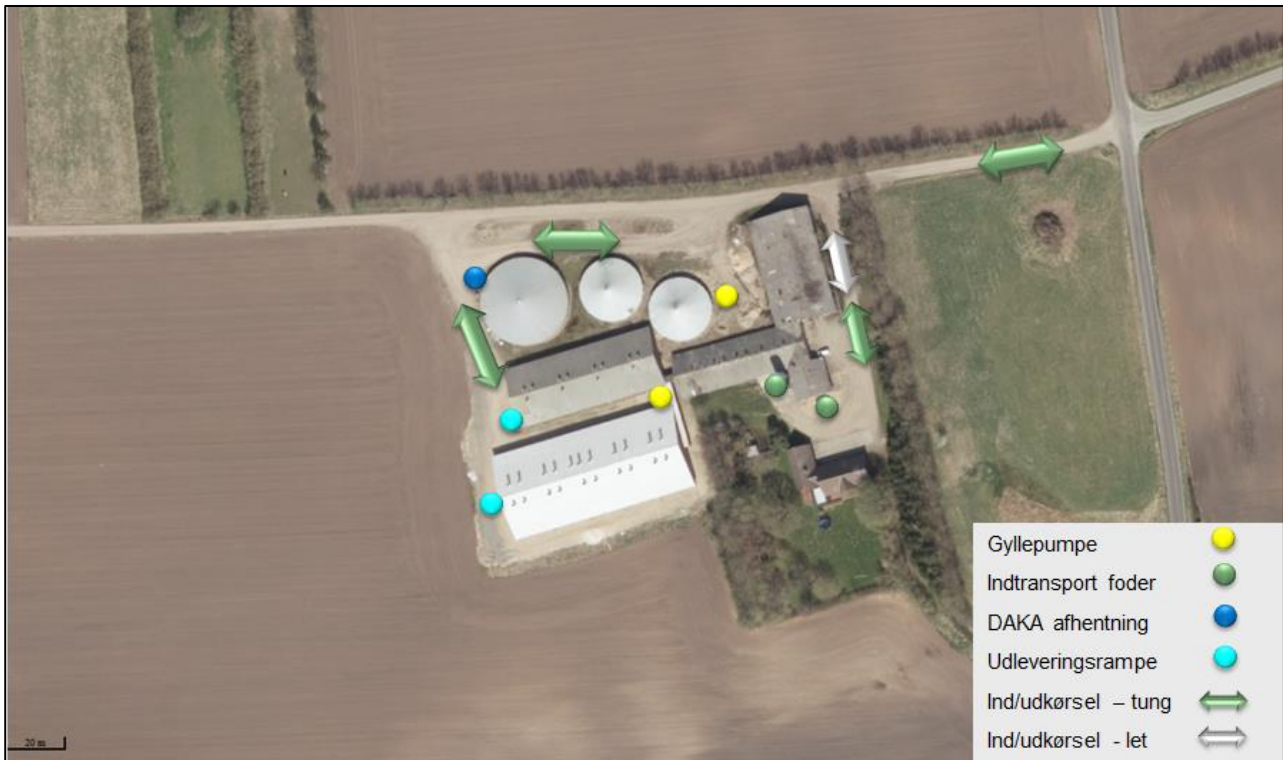 Gyllepumpe
Indtransport foder
DAKA afhentning
Udleveringsrampe
Ind/udkørsel – tung
Ind/udkørsel - let
20 m